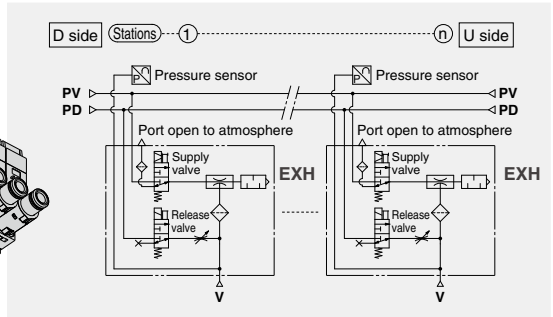 D side Stations 1 n U side
P Pressure sensor P Pressure sensor
PV PV
PD PD
Port open to atmosphere Port open to atmosphere
Supply valve EXH Supply valve EXH
Release valve Release valve
V V